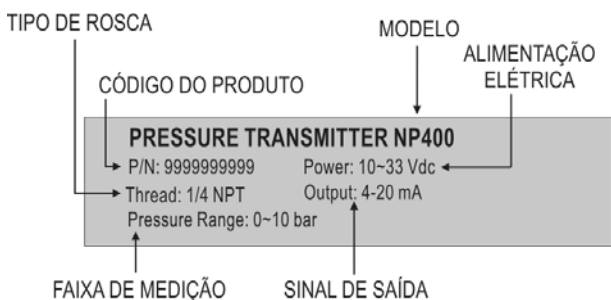 TIPO DE ROSCA
MODELO
ALIMENTAÇÃO
ELÉTRICA
CÓDIGO DO PRODUTO
PRESSURE TRANSMITTER NP400
P/N: 9999999999 Power: 10~33 Vdc
Thread: 1/4 NPT Output: 4-20 mA
Pressure Range: 0~10 bar
FAIXA DE MEDIÇÃO SINAL DE SAÍDA